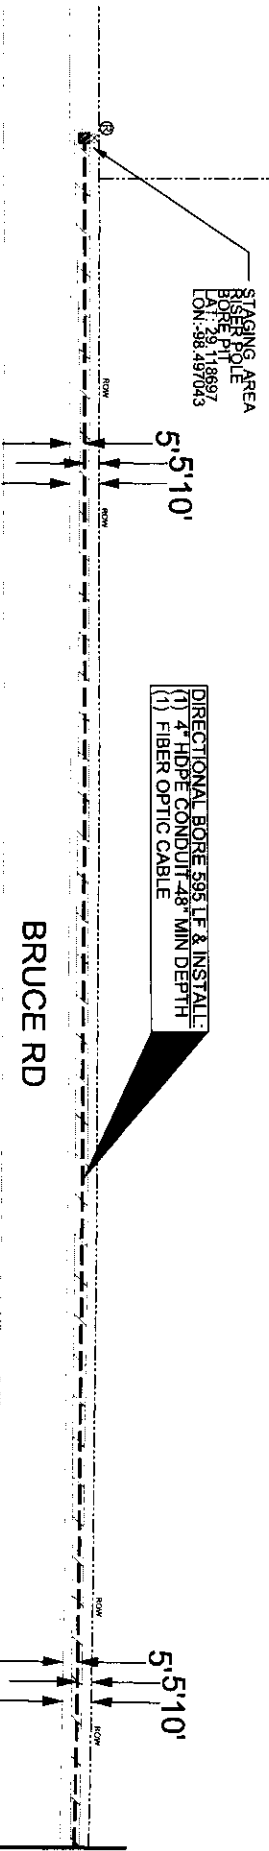 ®
STAGING AREA
RISER POLE
BORE PIT
LAT: 29.118697
LON:-98.497043
ROW
5' 5' 10'
ROW
DIRECTIONAL BORE 595 LF & INSTALL:
(1) 4" HDPE CONDUIT-48" MIN DEPTH
(1) FIBER OPTIC CABLE
BRUCE RD
ROW
5' 5' 10'
ROW